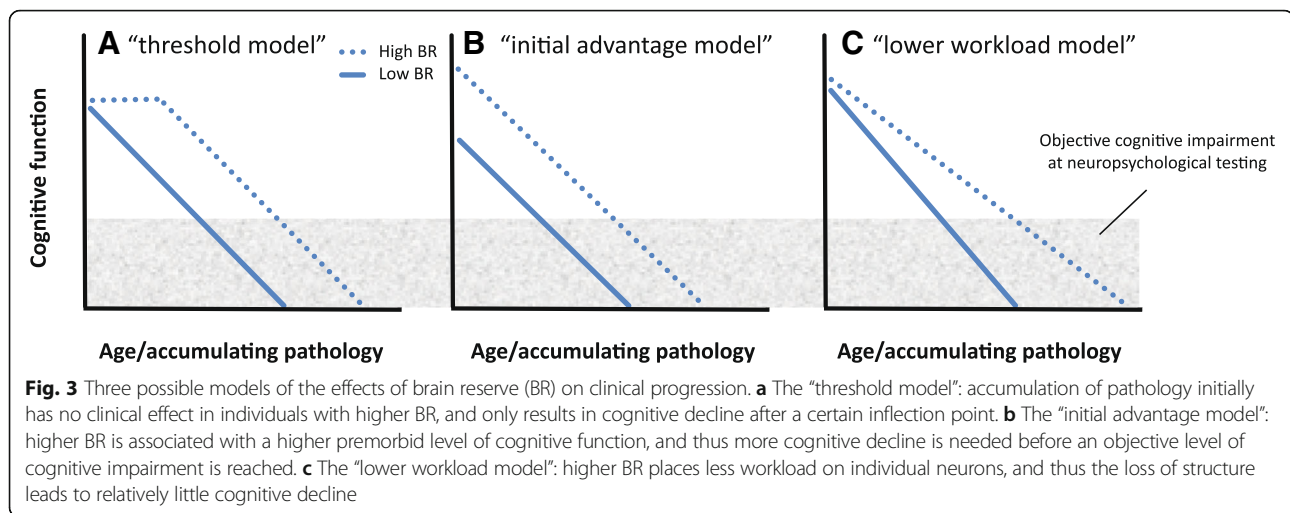 A "threshold model"
High BR
Low BR
B "initial advantage model"
C "lower workload model"
Cognitive function
Objective cognitive impairment
at neuropsychological testing
Age/accumulating pathology
Age/accumulating pathology
Age/accumulating pathology
Fig. 3 Three possible models of the effects of brain reserve (BR) on clinical progression. a The “threshold model”: accumulation of pathology initially
has no clinical effect in individuals with higher BR, and only results in cognitive decline after a certain inflection point. b The “initial advantage model”:
higher BR is associated with a higher premorbid level of cognitive function, and thus more cognitive decline is needed before an objective level of
cognitive impairment is reached. c The “lower workload model”: higher BR places less workload on individual neurons, and thus the loss of structure
leads to relatively little cognitive decline